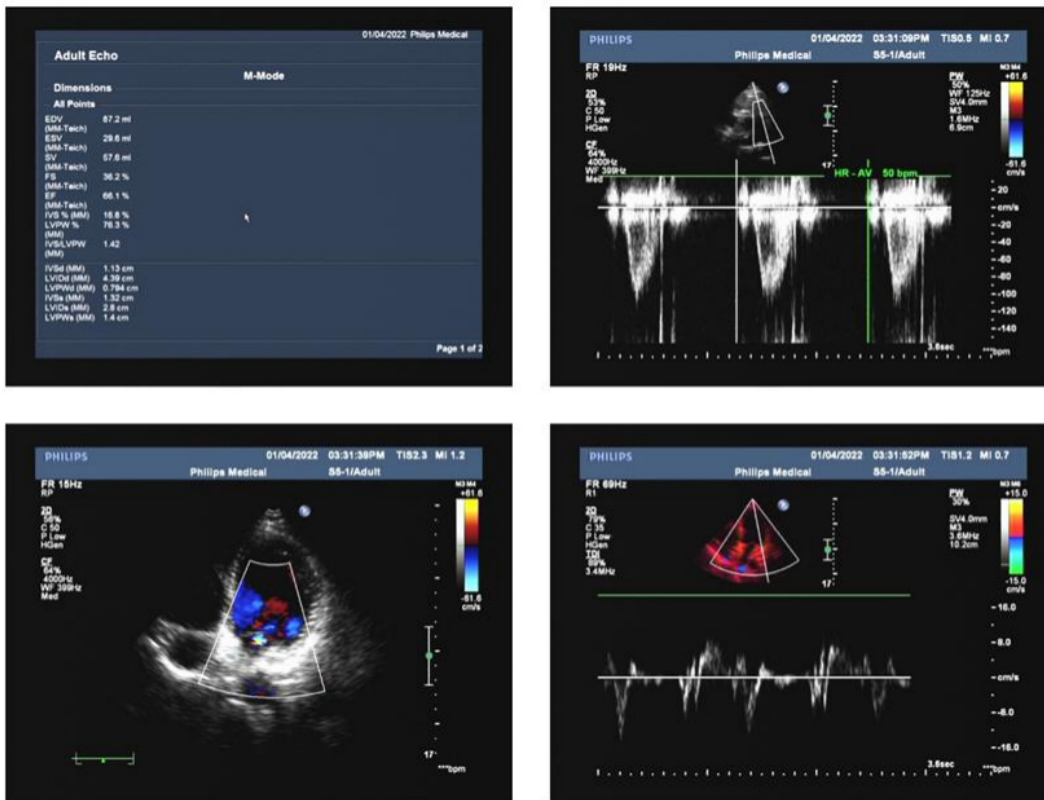 01/04/2022 Philips Medical
Adult Echo
M-Mode
Dimensions
All Points
EDV 87.2 ml
(MM-Teich)
ESV 29.6 ml
(MM-Teich)
SV 57.6 ml
(MM-Teich)
FS 36.2 %
(MM-Teich)
EF 66.1 %
(MM-Teich)
IVS % (MM) 16.8 %
LVPW % 76.3 %
(MM)
IVS/LVPW 1.42
(MM)
IVSd (MM) 1.13 cm
LVIDd (MM) 4.39 cm
LVPWd (MM) 0.794 cm
IVSs (MM) 1.32 cm
LVIDs (MM) 2.8 cm
LVPWs (MM) 1.4 cm
Page 1 of 2
PHILIPS 01/04/2022 03:31:09PM TIS0.5 MI 0.7
Philips Medical S5-1/Adult
FR 19Hz
RP
2D
53%
C 50
P Low
HGen
CF
64%
4000Hz
WF 399Hz
Med
M3 M4
+61.6
-61.6
cm/s
PW
50%
WF 125Hz
SV4.0mm
M3
1.6MHz
6.9cm
17
HR - AV 50 bpm
20
cm/s
-20
-40
-60
-80
-100
-120
-140
3.6sec
***bpm
PHILIPS 01/04/2022 03:31:39PM TIS2.3 MI 1.2
Philips Medical S5-1/Adult
FR 15Hz
RP
2D
56%
C 50
P Low
HGen
CF
64%
4000Hz
WF 399Hz
Med
M3 M4
+61.6
-61.6
cm/s
17
***bpm
PHILIPS 01/04/2022 03:31:52PM TIS1.2 MI 0.7
Philips Medical S5-1/Adult
FR 69Hz
R1
2D
79%
C 35
P Low
HGen
TDI
89%
3.4MHz
+15.0
-15.0
cm/s
PW
30%
SV4.0mm
M3
3.6MHz
10.2cm
17
-16.0
-8.0
cm/s
--8.0
--16.0
3.6sec
***bpm